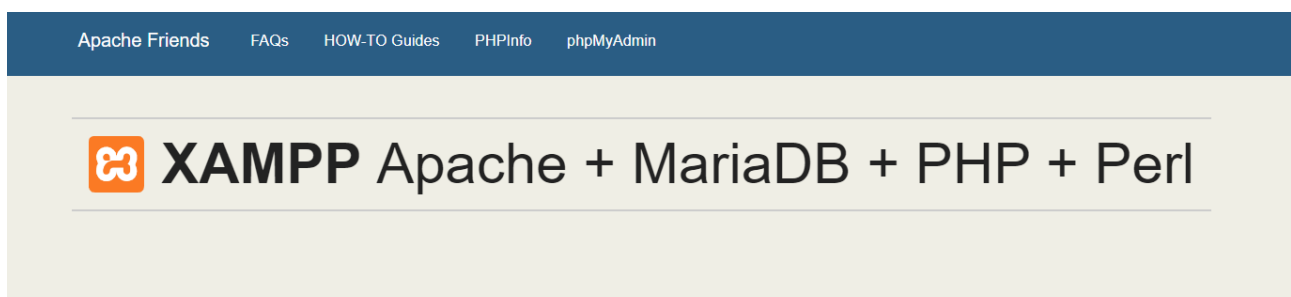 Apache Friends FAQs HOW-TO Guides PHPInfo phpMyAdmin
XAMPP Apache + MariaDB + PHP + Perl